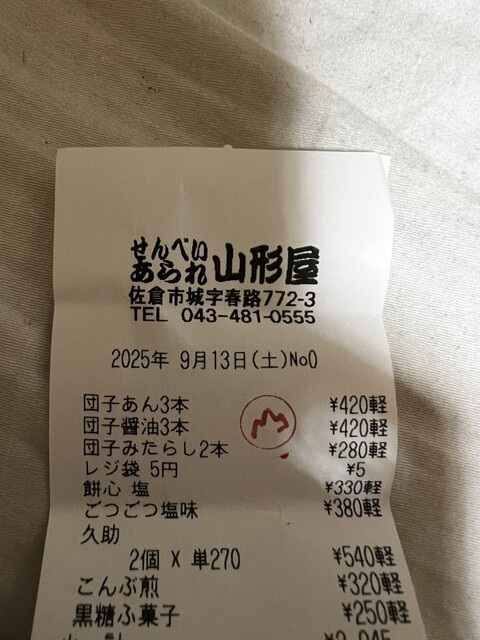 せんべい
あられ 山形屋
佐倉市城字春路772-3
TEL 043-481-0555
2025年 9月13日(土)No0
団子あん3本 ¥420軽
団子醤油3本 ¥420軽
団子みたらし2本 ¥280軽
レジ袋 5円 ¥5
餅心 塩 ¥330軽
ごつごつ塩味 ¥380軽
久助
2個 X 単270 ¥540軽
こんぶ煎 ¥320軽
黒糖ふ菓子 ¥250軽